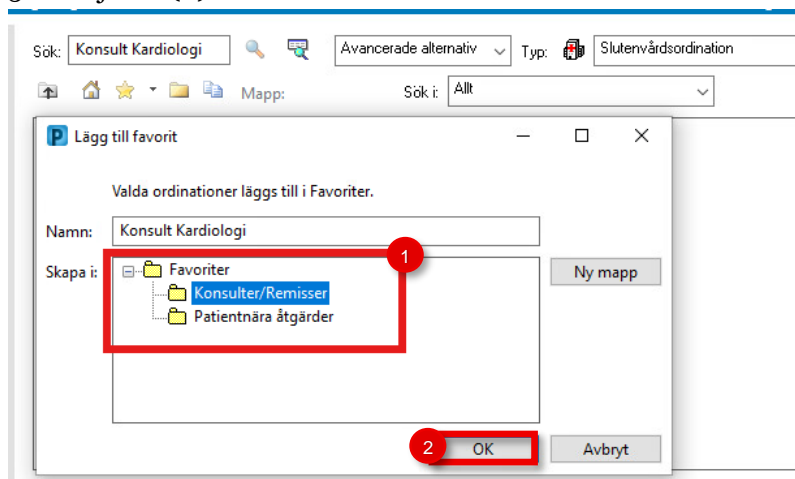 Sök: Konsult Kardiologi Avancerade alternativ Typ: Slutenvårdsordination
Mapp: Sök i: Allt
P Lägg till favorit
Valda ordinationer läggs till i Favoriter.
Namn: Konsult Kardiologi
1
Skapa i: Favoriter Ny mapp
Konsulter/Remisser
Patientnära åtgärder
2 OK Avbryt